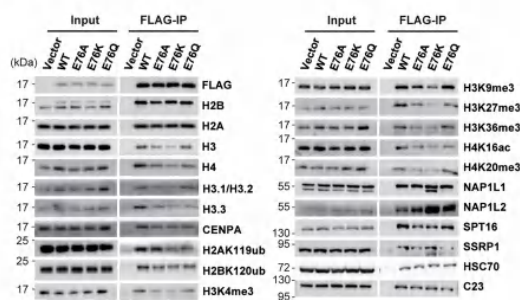 Input FLAG-IP
Vector WT E76A E76K E76Q Vector WT E76A E76K E76Q
(kDa)
17 FLAG
H2B
17 H2A
17 H3
17 H4
17 H3.1/H3.2
17 H3.3
17 CENPA
25 H2AK119ub
25 H2BK120ub
17 H3K4me3
Input FLAG-IP
Vector WT E76A E76K E76Q Vector WT E76A E76K E76Q
17 H3K9me3
17 H3K27me3
17 H3K36me3
17 H4K16ac
17 H4K20me3
55 NAP1L1
55 NAP1L2
130 SPT16
95 SSRP1
72 HSC70
130 C23
95